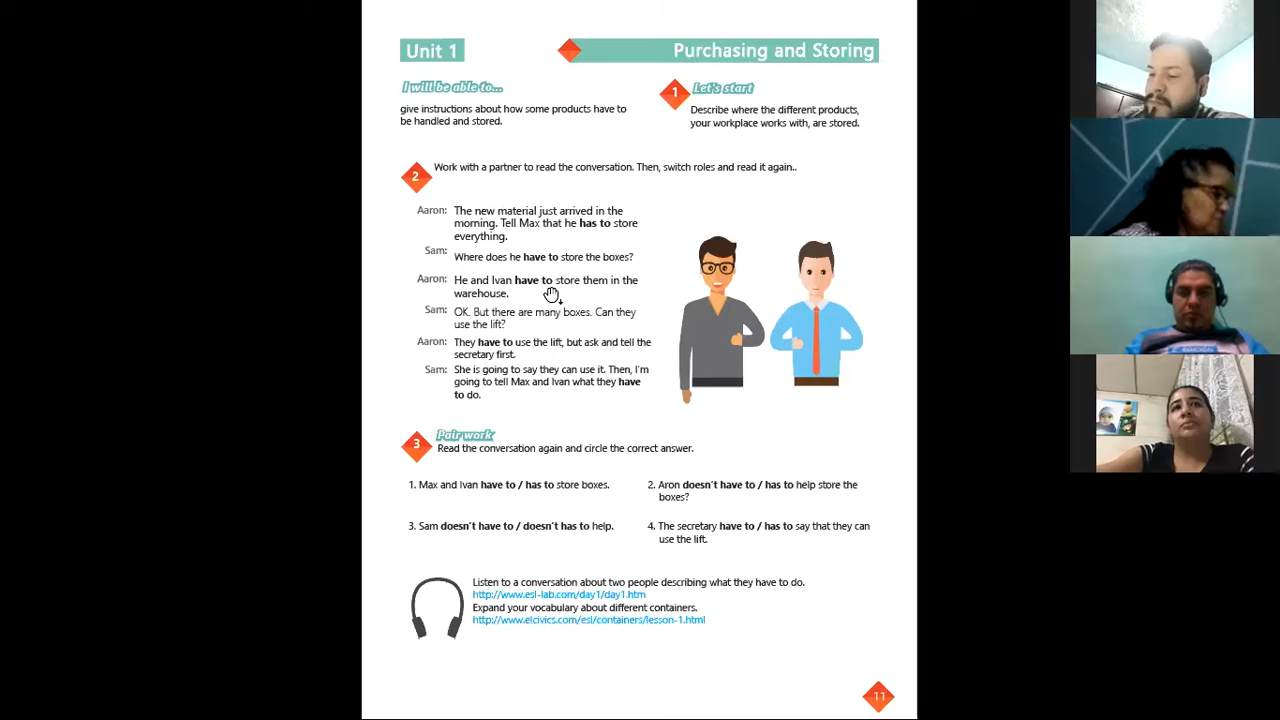 Unit 1
Purchasing and Storing
I will be able to...
give instructions about how some products have to
be handled and stored.
1
Let's start
Describe where the different products,
your workplace works with, are stored.
2
Work with a partner to read the conversation. Then, switch roles and read it again..
Aaron: The new material just arrived in the
morning. Tell Max that he has to store
everything.
Sam: Where does he have to store the boxes?
Aaron: He and Ivan have to store them in the
warehouse.
Sam: OK. But there are many boxes. Can they
use the lift?
Aaron: They have to use the lift, but ask and tell the
secretary first.
Sam: She is going to say they can use it. Then, I'm
going to tell Max and Ivan what they have
to do.
3
Pair work
Read the conversation again and circle the correct answer.
1. Max and Ivan have to / has to store boxes.
2. Aron doesn't have to / has to help store the
boxes?
3. Sam doesn't have to / doesn't has to help.
4. The secretary have to / has to say that they can
use the lift.
Listen to a conversation about two people describing what they have to do.
http://www.esl-lab.com/day1/day1.htm
Expand your vocabulary about different containers.
http://www.elcivics.com/esl/containers/lesson-1.html
11